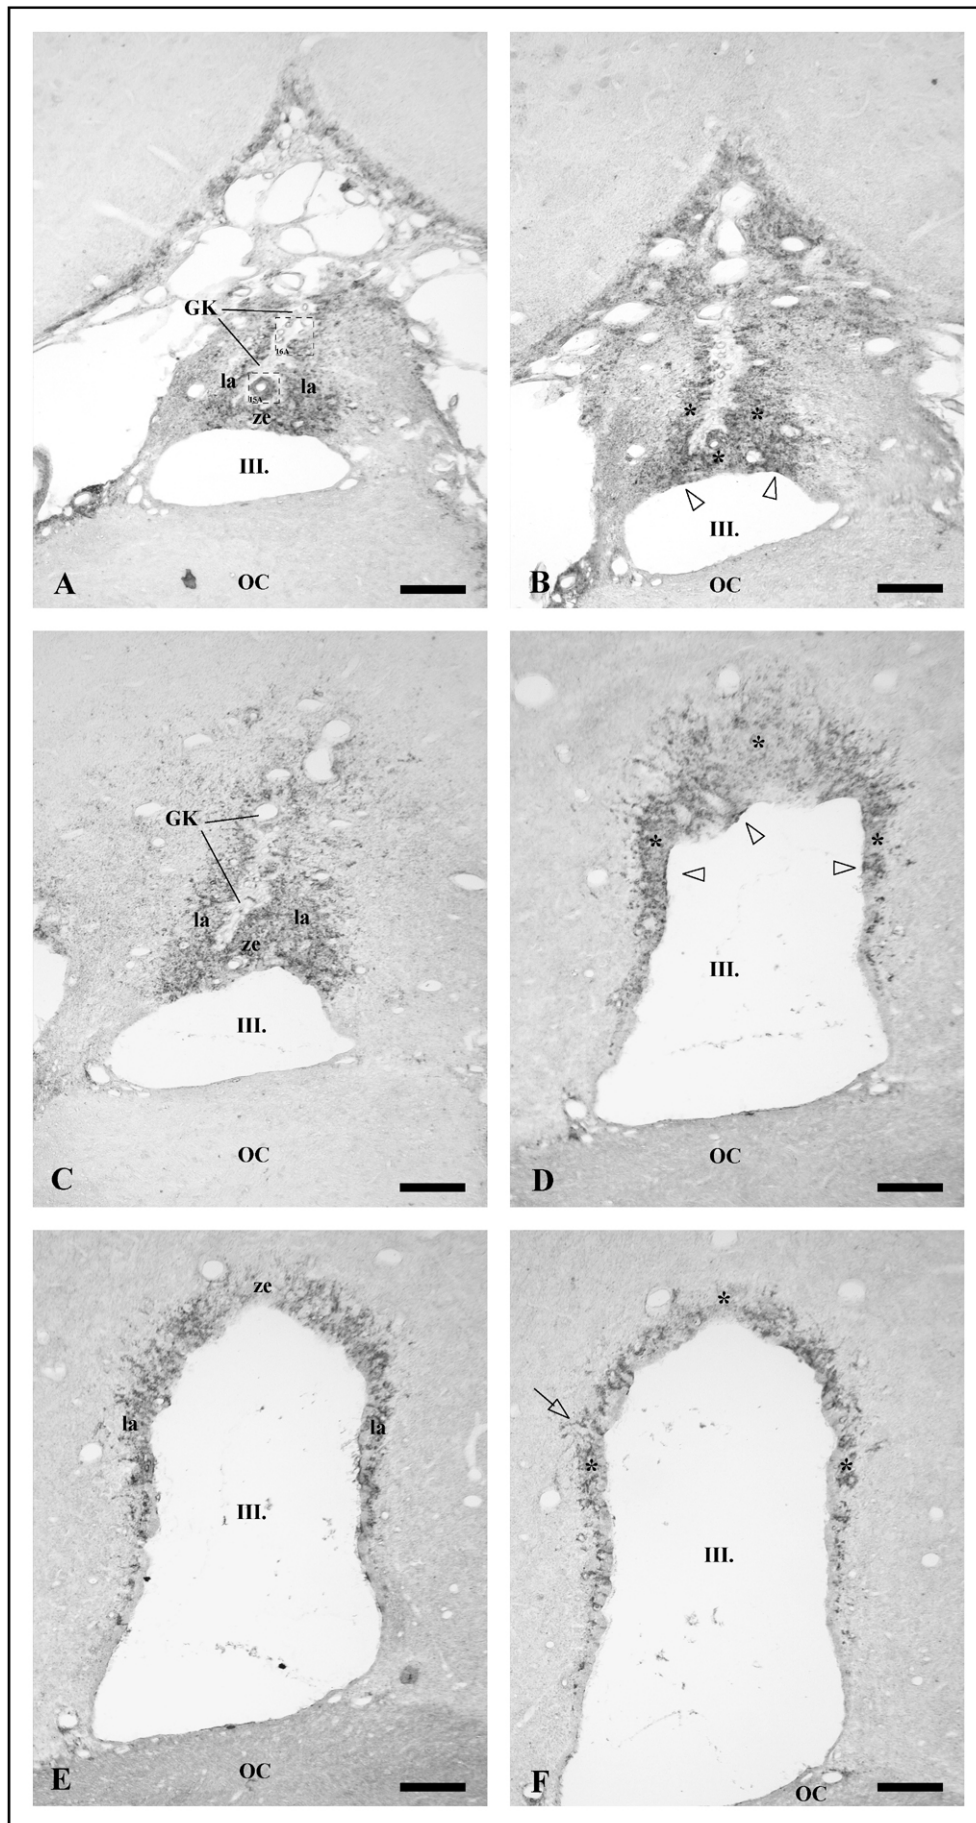 GK
16A
la
la
15A
ze
III.
OC
A
*
*
*
III.
OC
B
GK
la
la
ze
III.
OC
C
*
*
*
III.
OC
D
ze
la
la
III.
OC
E
*
*
*
III.
OC
F